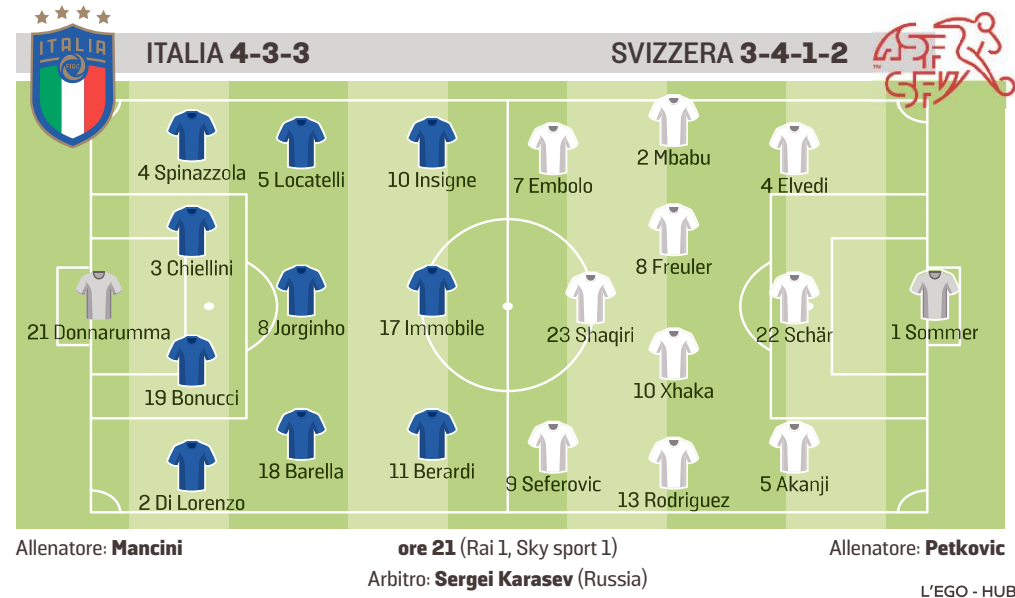 ITALIA 4-3-3
SVIZZERA 3-4-1-2
ITALIA
FIGC
ASF
SFV
™
4 Spinazzola
5 Locatelli
10 Insigne
7 Embolo
2 Mbabu
4 Elvedi
3 Chiellini
8 Freuler
21 Donnarumma
8 Jorginho
17 Immobile
23 Shaqiri
22 Schär
1 Sommer
19 Bonucci
10 Xhaka
18 Barella
11 Berardi
9 Seferovic
5 Akanji
2 Di Lorenzo
13 Rodriguez
Allenatore: Mancini
ore 21 (Rai 1, Sky sport 1)
Allenatore: Petkovic
Arbitro: Sergei Karasev (Russia)
L'EGO - HUB